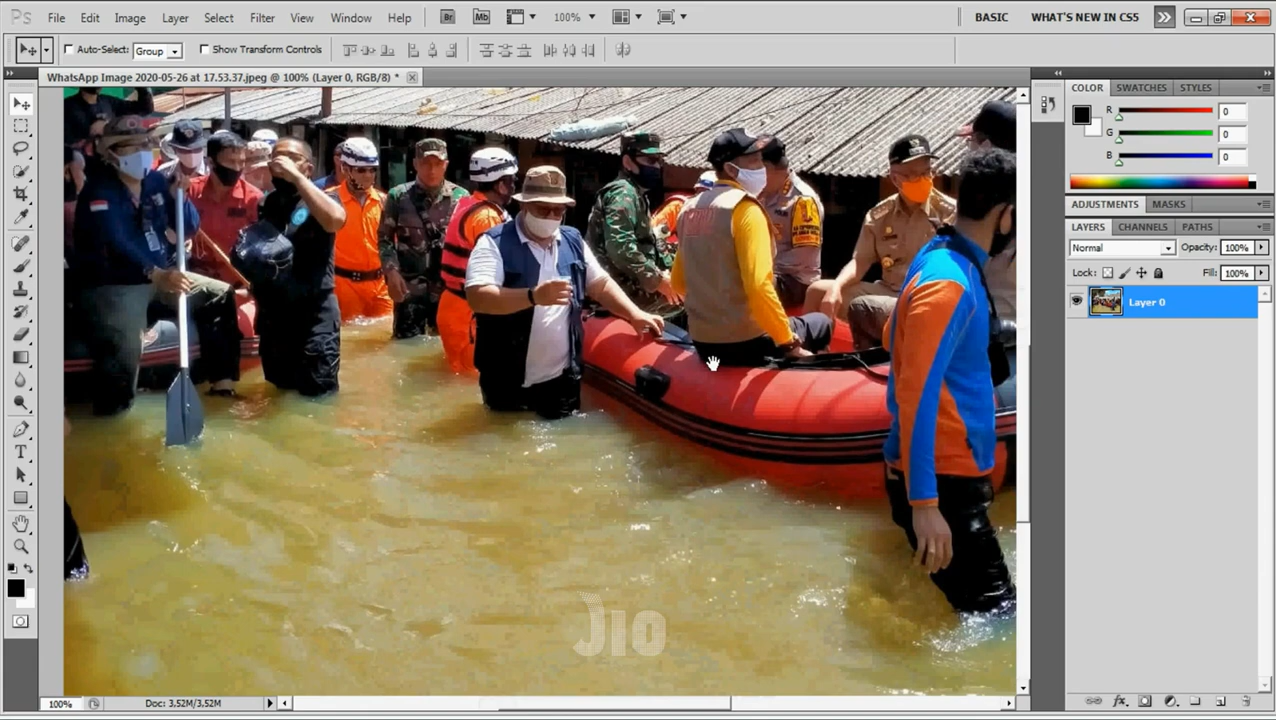 Ps File Edit Image Layer Select Filter View Window Help Br Mb 100% BASIC WHAT'S NEW IN CS5
Auto-Select: Group Show Transform Controls
WhatsApp Image 2020-05-26 at 17.53.37.jpeg @ 100% (Layer 0, RGB/8) *
COLOR SWATCHES STYLES
R 0
G 0
B 0
ADJUSTMENTS MASKS
LAYERS CHANNELS PATHS
Normal Opacity: 100%
Lock: Fill: 100%
Layer 0
T
JIO
100% Doc: 3,52M/3,52M
fx